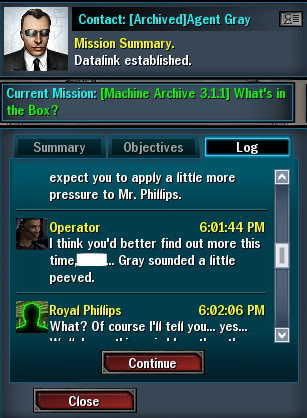 Contact: [Archived]Agent Gray
Mission Summary.
Datalink established.
Current Mission: [Machine Archive 3.1.1] What's in
the Box?
Summary
Objectives
Log
expect you to apply a little more
pressure to Mr. Phillips.
Operator 6:01:44 PM
I think you'd better find out more this
time, ... Gray sounded a little
peeved.
Royal Phillips 6:02:06 PM
What? Of course I'll tell you... yes...
Continue
Close